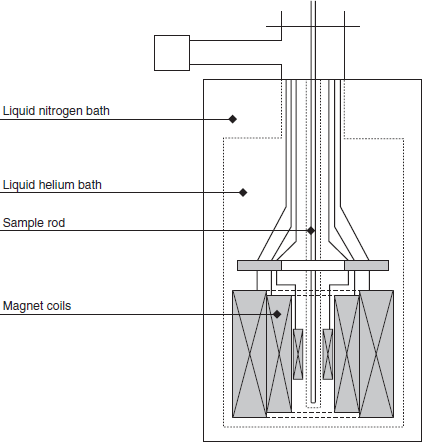 Liquid nitrogen bath
Liquid helium bath
Sample rod
Magnet coils